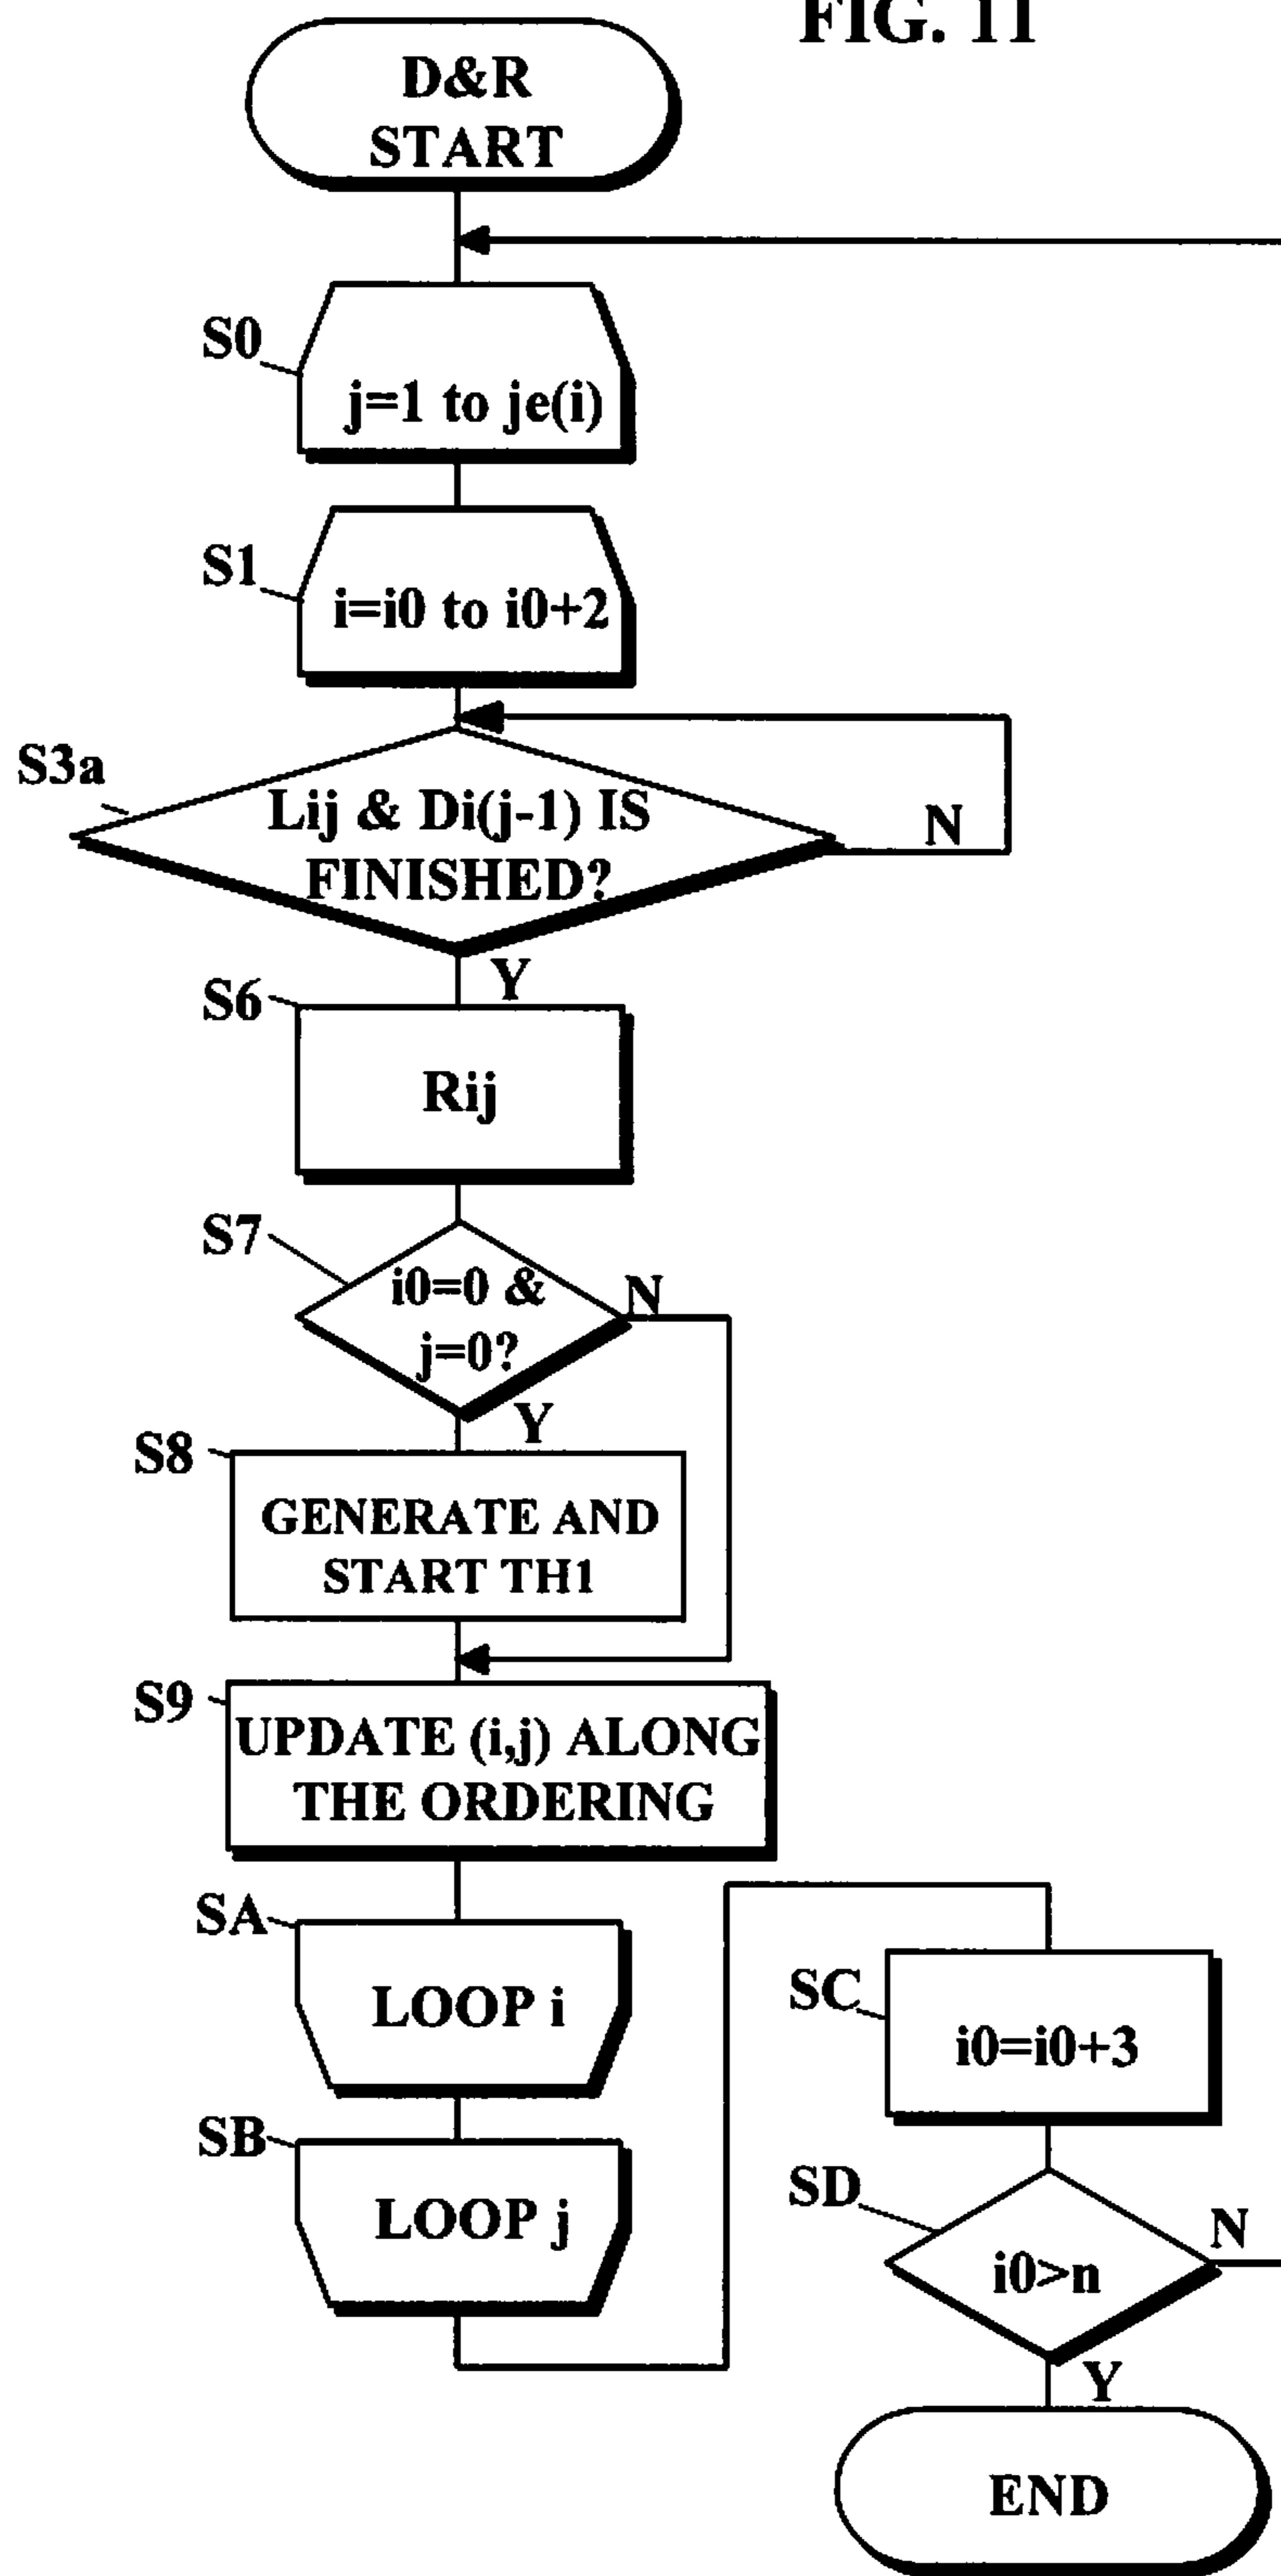 FIG. 11
D&R
START
S0
j=1 to je(i)
S1
i=i0 to i0+2
S3a
Lij & Di(j-1) IS
FINISHED?
N
Y
S6
Rij
S7
i0=0 &
j=0?
N
Y
S8
GENERATE AND
START TH1
S9
UPDATE (i,j) ALONG
THE ORDERING
SA
LOOP i
SB
LOOP j
SC
i0=i0+3
SD
i0>n
N
Y
END